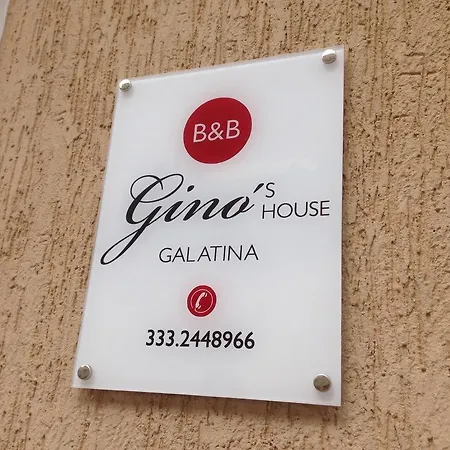 B&B
Gino's HOUSE
GALATINA
333.2448966